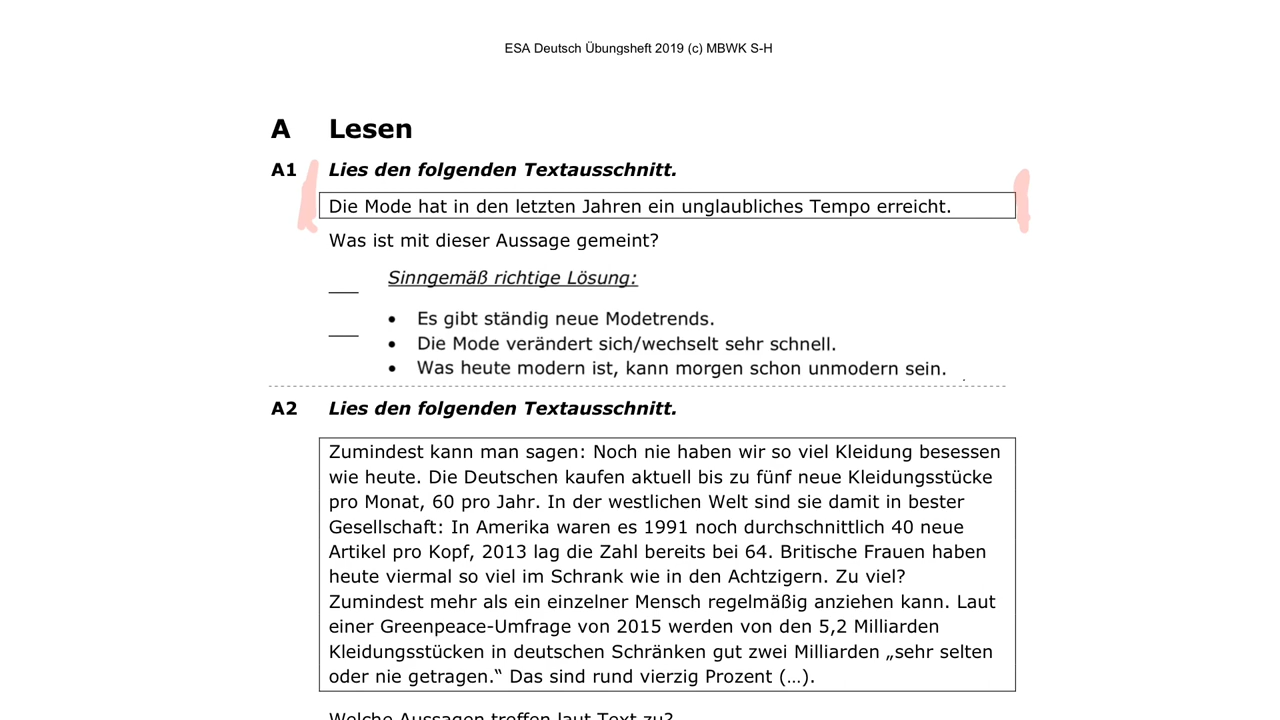 ESA Deutsch Übungsheft 2019 (c) MBWK S-H
A Lesen
A1 Lies den folgenden Textausschnitt.
Die Mode hat in den letzten Jahren ein unglaubliches Tempo erreicht.
Was ist mit dieser Aussage gemeint?
Sinngemäß richtige Lösung:
• Es gibt ständig neue Modetrends.
• Die Mode verändert sich/wechselt sehr schnell.
• Was heute modern ist, kann morgen schon unmodern sein.
A2 Lies den folgenden Textausschnitt.
Zumindest kann man sagen: Noch nie haben wir so viel Kleidung besessen
wie heute. Die Deutschen kaufen aktuell bis zu fünf neue Kleidungsstücke
pro Monat, 60 pro Jahr. In der westlichen Welt sind sie damit in bester
Gesellschaft: In Amerika waren es 1991 noch durchschnittlich 40 neue
Artikel pro Kopf, 2013 lag die Zahl bereits bei 64. Britische Frauen haben
heute viermal so viel im Schrank wie in den Achtzigern. Zu viel?
Zumindest mehr als ein einzelner Mensch regelmäßig anziehen kann. Laut
einer Greenpeace-Umfrage von 2015 werden von den 5,2 Milliarden
Kleidungsstücken in deutschen Schränken gut zwei Milliarden „sehr selten
oder nie getragen.“ Das sind rund vierzig Prozent (…).
Welche Aussagen treffen laut Text zu?